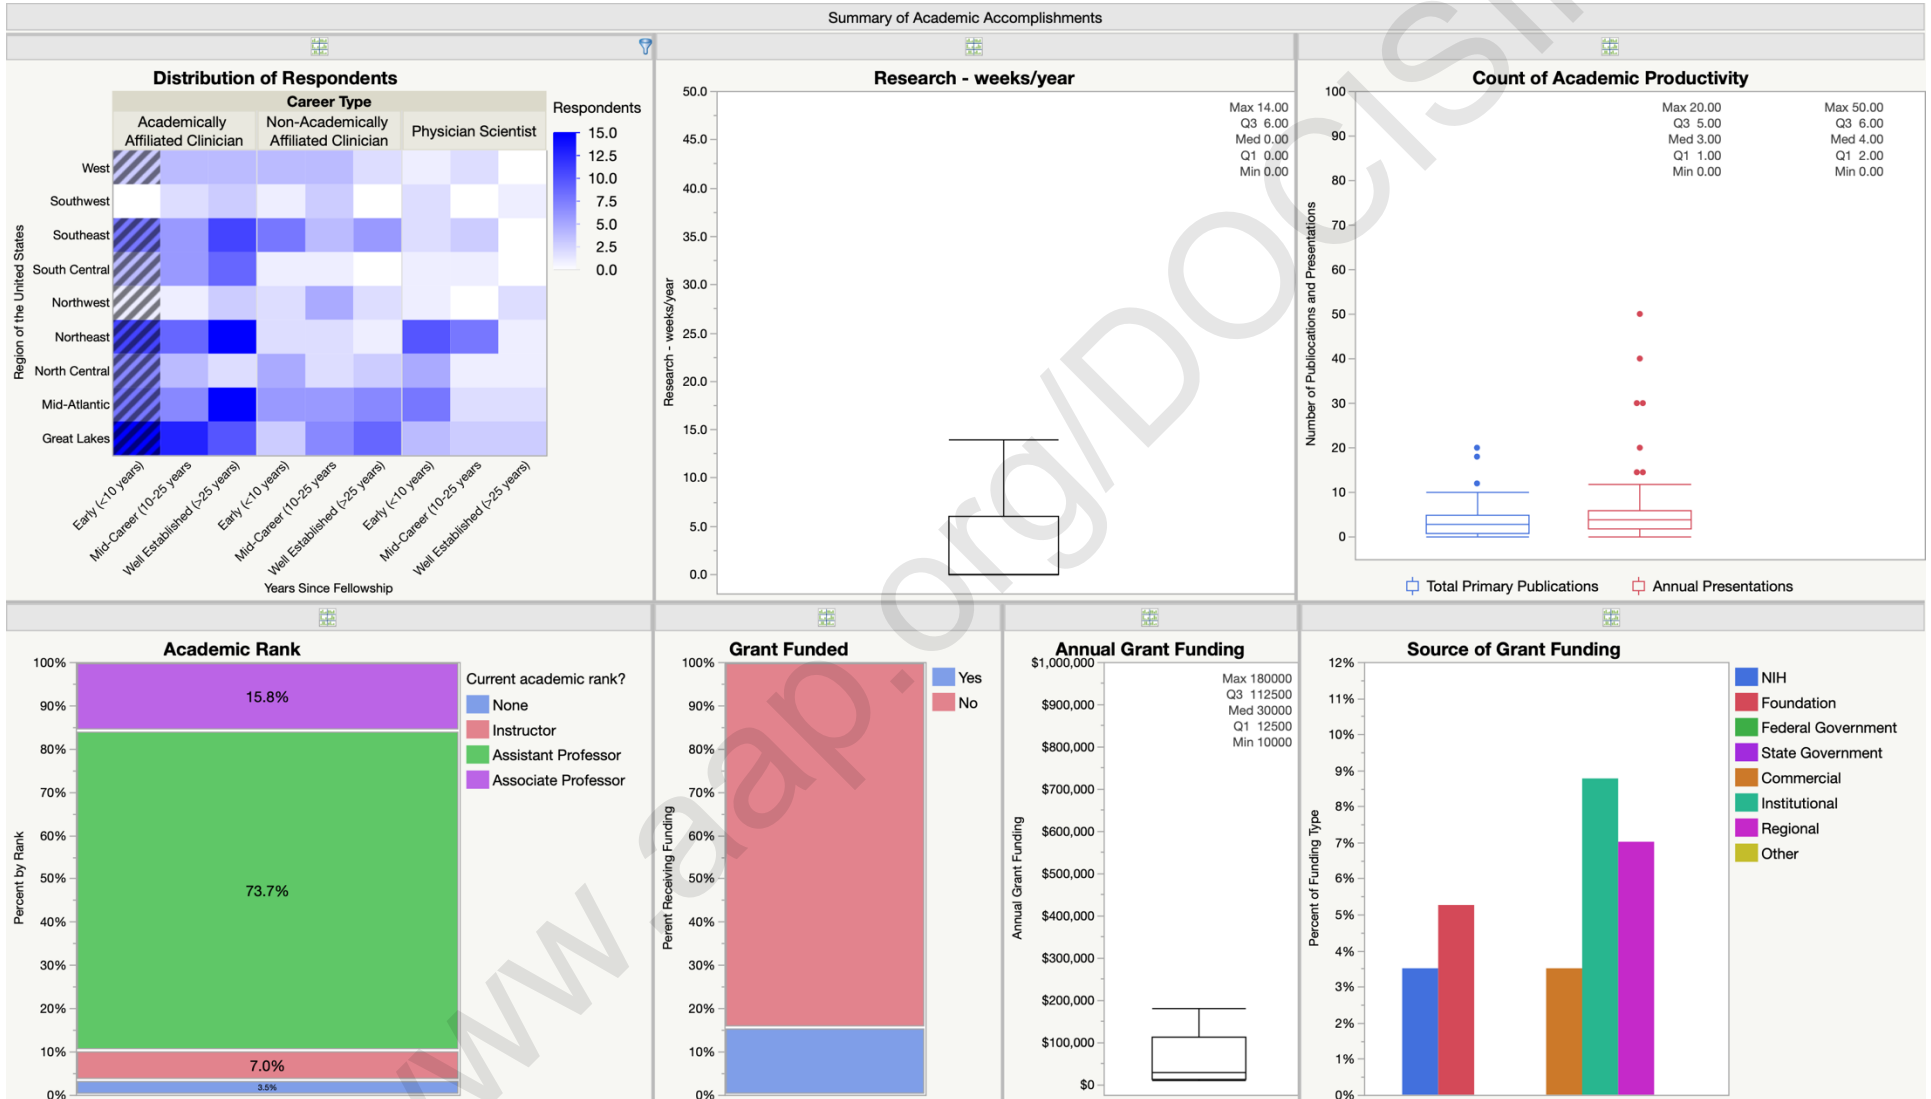 Summary of Academic Accomplishments
Distribution of Respondents
Career Type
Academically
Affiliated Clinician
Non-Academically
Affiliated Clinician
Physician Scientist
Respondents
15.0
12.5
10.0
7.5
5.0
2.5
0.0
Region of the United States
West
Southwest
Southeast
South Central
Northwest
Northeast
North Central
Mid-Atlantic
Great Lakes
Early (<10 years)
Mid-Career (10-25 years
Well Established (>25 years)
Early (<10 years)
Mid-Career (10-25 years
Well Established (>25 years)
Early (<10 years)
Mid-Career (10-25 years
Well Established (>25 years)
Years Since Fellowship
Research - weeks/year
Research - weeks/year
50.0
45.0
40.0
35.0
30.0
25.0
20.0
15.0
10.0
5.0
0.0
Max 14.00
Q3 6.00
Med 0.00
Q1 0.00
Min 0.00
Count of Academic Productivity
Number of Publiocations and Presentations
100
90
80
70
60
50
40
30
20
10
0
Max 20.00
Q3 5.00
Med 3.00
Q1 1.00
Min 0.00
Max 50.00
Q3 6.00
Med 4.00
Q1 2.00
Min 0.00
Total Primary Publications
Annual Presentations
Academic Rank
Percent by Rank
100%
90%
80%
70%
60%
50%
40%
30%
20%
10%
0%
15.8%
73.7%
7.0%
3.5%
Current academic rank?
None
Instructor
Assistant Professor
Associate Professor
Grant Funded
Perent Receiving Funding
100%
90%
80%
70%
60%
50%
40%
30%
20%
10%
0%
Yes
No
Annual Grant Funding
Annual Grant Funding
$1,000,000
$900,000
$800,000
$700,000
$600,000
$500,000
$400,000
$300,000
$200,000
$100,000
$0
Max 180000
Q3 112500
Med 30000
Q1 12500
Min 10000
Source of Grant Funding
Percent of Funding Type
12%
11%
10%
9%
8%
7%
6%
5%
4%
3%
2%
1%
0%
NIH
Foundation
Federal Government
State Government
Commercial
Institutional
Regional
Other